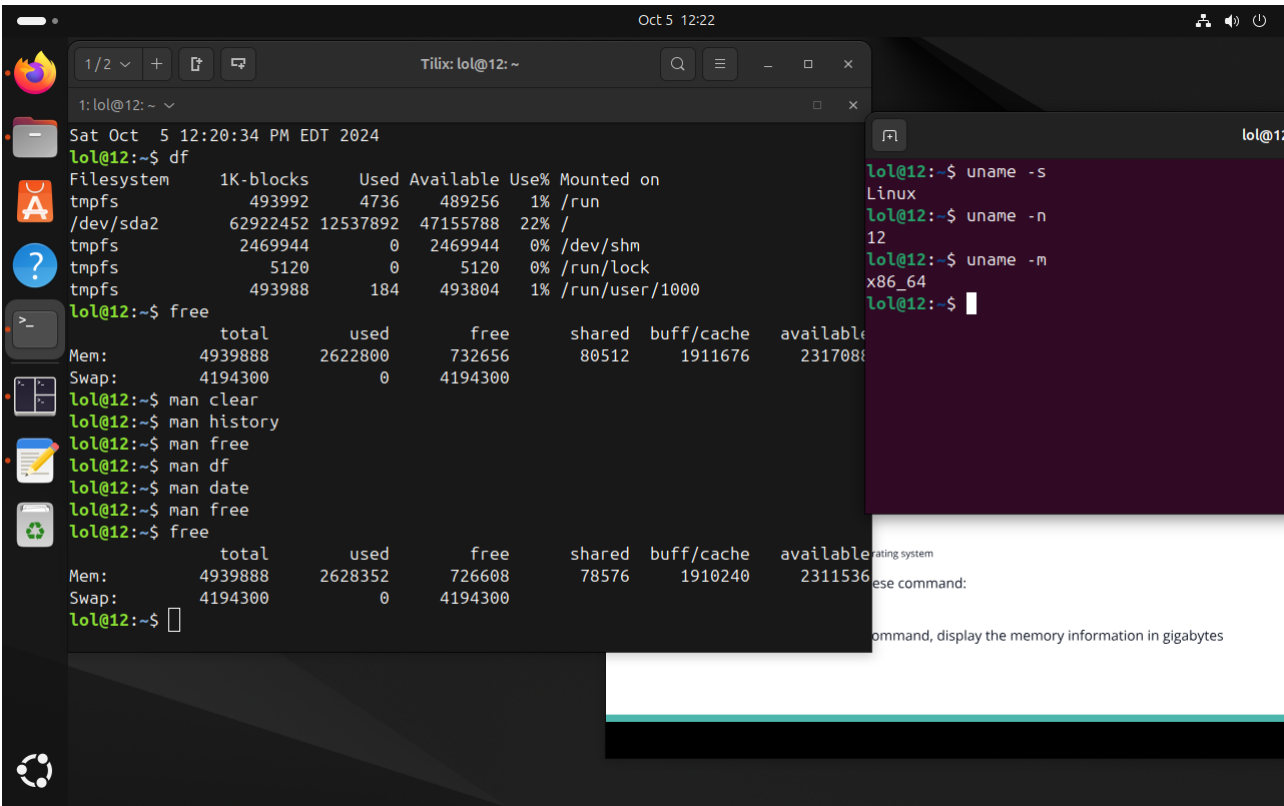 Oct 5 12:22
1/2
Tilix: lol@12: ~
1: lol@12: ~
Sat Oct  5 12:20:34 PM EDT 2024
lol@12:~$ df
Filesystem     1K-blocks     Used Available Use% Mounted on
tmpfs             493992     4736    489256   1% /run
/dev/sda2       62922452 12537892  47155788  22% /
tmpfs            2469944        0   2469944   0% /dev/shm
tmpfs               5120        0      5120   0% /run/lock
tmpfs             493988      184    493804   1% /run/user/1000
lol@12:~$ free
               total        used        free      shared  buff/cache   available
Mem:         4939888     2622800      732656       80512     1911676     2317088
Swap:        4194300           0     4194300
lol@12:~$ man clear
lol@12:~$ man history
lol@12:~$ man free
lol@12:~$ man df
lol@12:~$ man date
lol@12:~$ man free
lol@12:~$ free
               total        used        free      shared  buff/cache   available
Mem:         4939888     2628352      726608       78576     1910240     2311536
Swap:        4194300           0     4194300
lol@12:~$
lol@12
lol@12:~$ uname -s
Linux
lol@12:~$ uname -n
12
lol@12:~$ uname -m
x86_64
lol@12:~$
rating system
ese command:
ommand, display the memory information in gigabytes